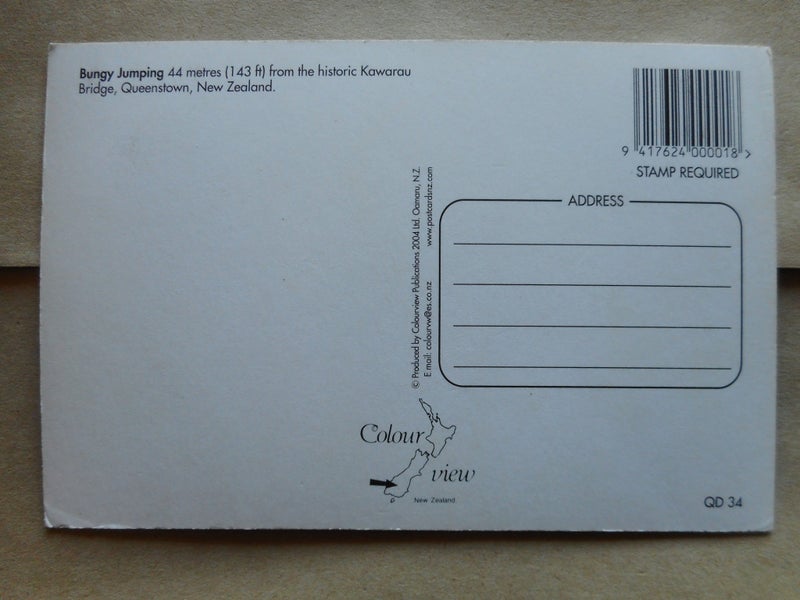 Bungy Jumping 44 metres (143 ft) from the historic Kawarau
Bridge, Queenstown, New Zealand.
9 417624 000018 >
STAMP REQUIRED
ADDRESS
© Produced by Colourview Publications 2004 Ltd. Oamaru, N.Z.
E mail: colourvw@es.co.nz www.postcardsnz.com
Colour
view
New Zealand
QD 34